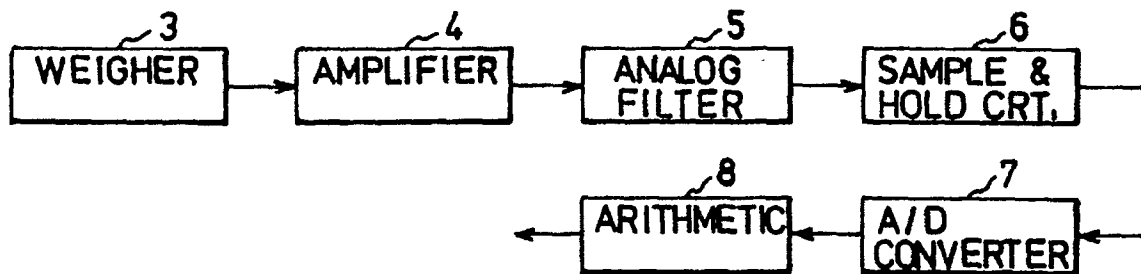 3
4
5
6
WEIGHER
AMPLIFIER
ANALOG
FILTER
SAMPLE &
HOLD CRT.
8
7
ARITHMETIC
A/D
CONVERTER